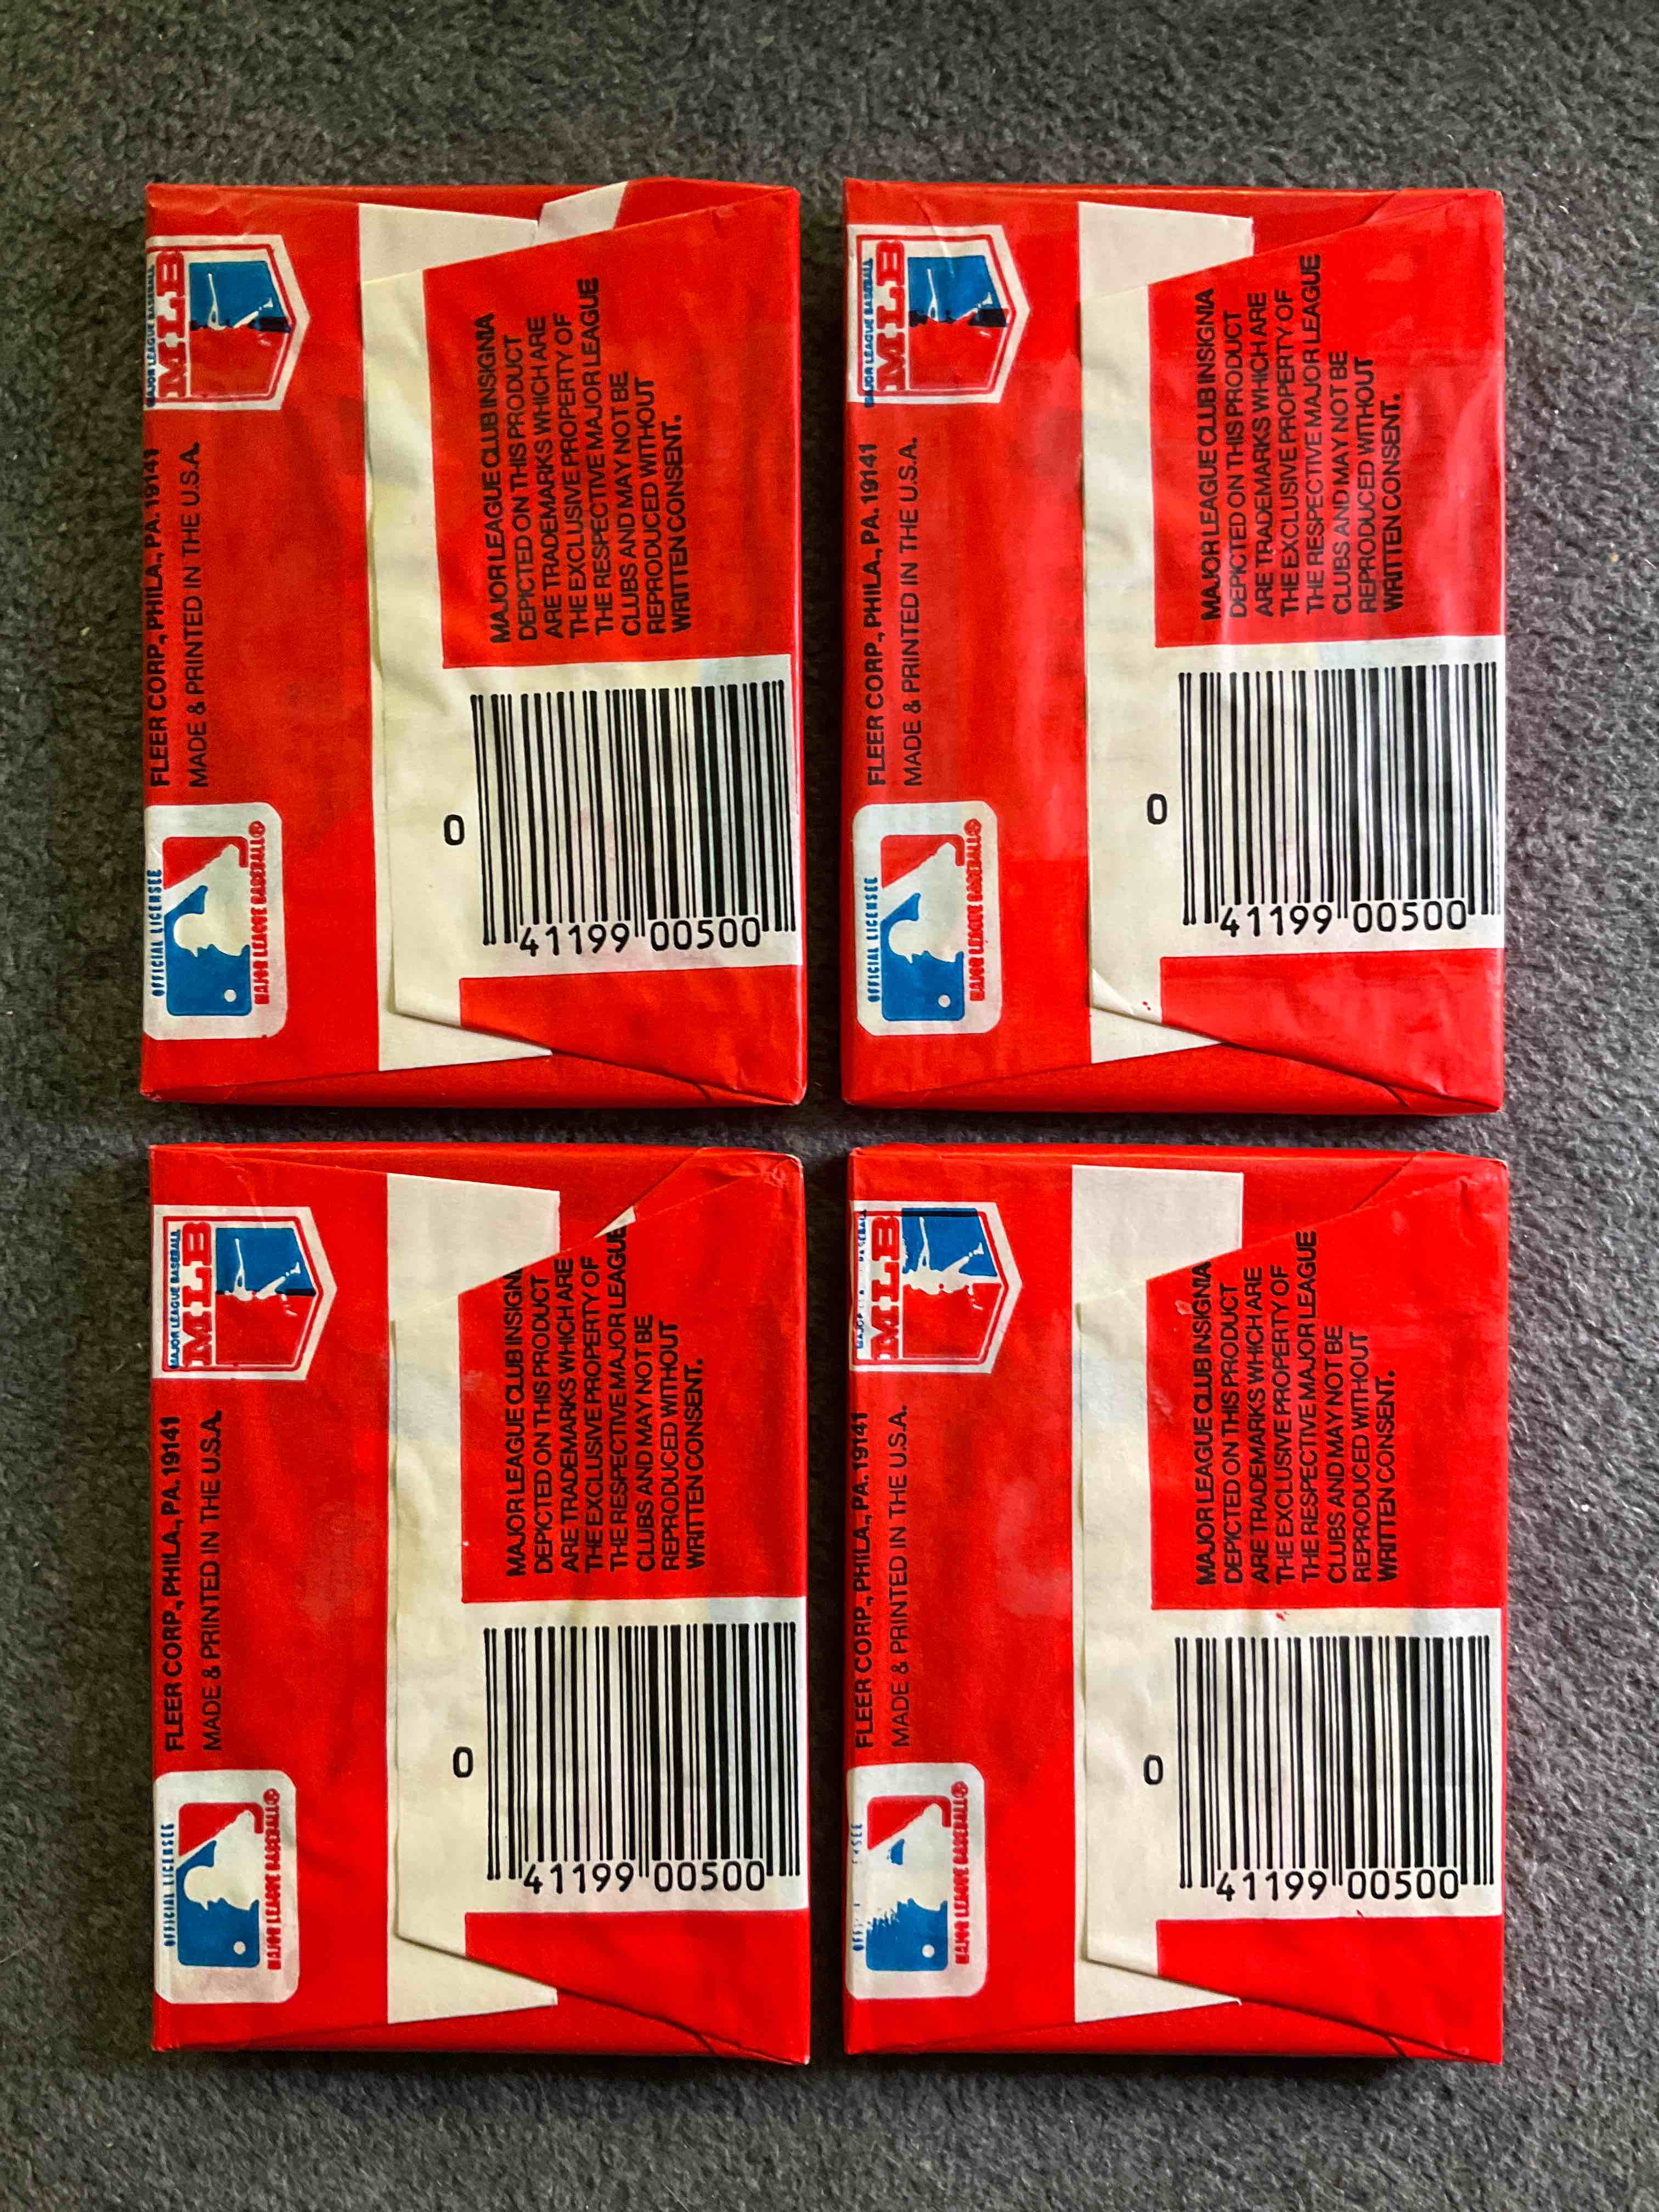 MAJOR LEAGUE BASEBALL
MLB
FLEER CORP., PHILA., PA. 19141
MADE & PRINTED IN THE U.S.A.
OFFICIAL LICENSEE
MAJOR LEAGUE BASEBALL®
MAJOR LEAGUE CLUB INSIGNIA
DEPICTED ON THIS PRODUCT
ARE TRADEMARKS WHICH ARE
THE EXCLUSIVE PROPERTY OF
THE RESPECTIVE MAJOR LEAGUE
CLUBS AND MAY NOT BE
REPRODUCED WITHOUT
WRITTEN CONSENT.
0
41199 00500
MAJOR LEAGUE BASEBALL
MLB
FLEER CORP., PHILA., PA. 19141
MADE & PRINTED IN THE U.S.A.
OFFICIAL LICENSEE
MAJOR LEAGUE BASEBALL®
MAJOR LEAGUE CLUB INSIGNIA
DEPICTED ON THIS PRODUCT
ARE TRADEMARKS WHICH ARE
THE EXCLUSIVE PROPERTY OF
THE RESPECTIVE MAJOR LEAGUE
CLUBS AND MAY NOT BE
REPRODUCED WITHOUT
WRITTEN CONSENT.
0
41199 00500
MAJOR LEAGUE BASEBALL
MLB
FLEER CORP., PHILA., PA. 19141
MADE & PRINTED IN THE U.S.A.
OFFICIAL LICENSEE
MAJOR LEAGUE BASEBALL®
MAJOR LEAGUE CLUB INSIGN
DEPICTED ON THIS PRODUCT
ARE TRADEMARKS WHICH ARE
THE EXCLUSIVE PROPERTY OF
THE RESPECTIVE MAJOR LEAGUE
CLUBS AND MAY NOT BE
REPRODUCED WITHOUT
WRITTEN CONSENT.
0
41199 00500
MLB
FLEER CORP., PHILA., PA. 19141
MADE & PRINTED IN THE U.S.A.
MAJOR LEAGUE BASEBALL®
MAJOR LEAGUE CLUB INSIGNIA
DEPICTED ON THIS PRODUCT
ARE TRADEMARKS WHICH ARE
THE EXCLUSIVE PROPERTY OF
THE RESPECTIVE MAJOR LEAGUE
CLUBS AND MAY NOT BE
REPRODUCED WITHOUT
WRITTEN CONSENT.
0
41199 00500